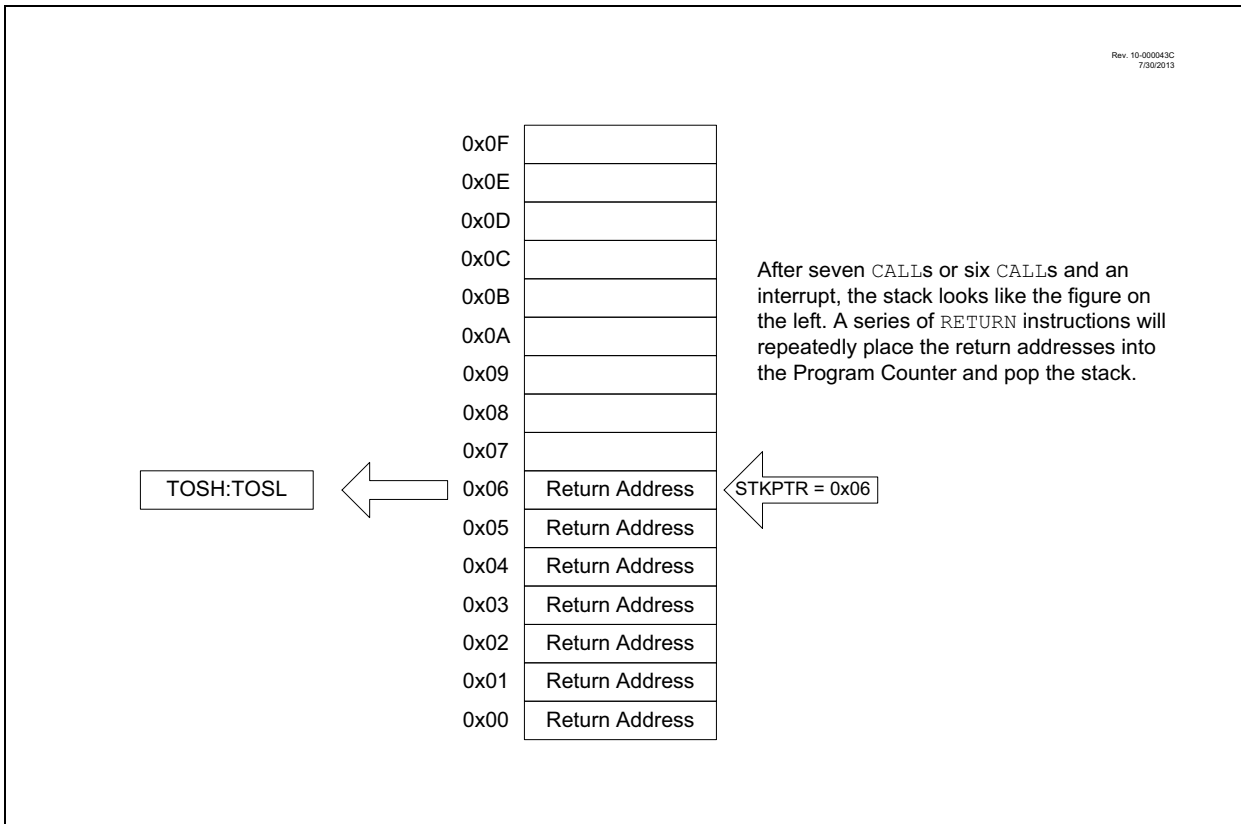 Rev. 10-000043C
7/30/2013
0x0F
0x0E
0x0D
0x0C
0x0B
0x0A
0x09
0x08
0x07
After seven CALLs or six CALLs and an
interrupt, the stack looks like the figure on
the left. A series of RETURN instructions will
repeatedly place the return addresses into
the Program Counter and pop the stack.
TOSH:TOSL
0x06 Return Address
STKPTR = 0x06
0x05 Return Address
0x04 Return Address
0x03 Return Address
0x02 Return Address
0x01 Return Address
0x00 Return Address